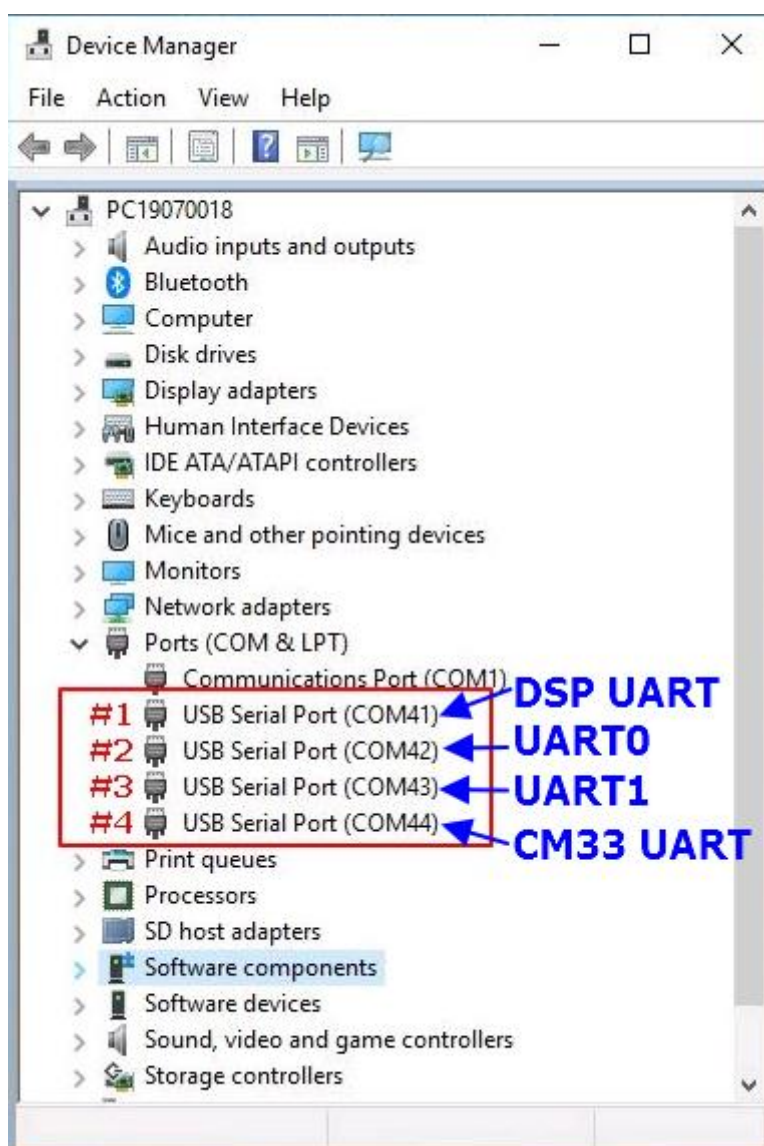 Device Manager
File Action View Help
PC19070018
Audio inputs and outputs
Bluetooth
Computer
Disk drives
Display adapters
Human Interface Devices
IDE ATA/ATAPI controllers
Keyboards
Mice and other pointing devices
Monitors
Network adapters
Ports (COM & LPT)
Communications Port (COM1)
#1 USB Serial Port (COM41) DSP UART
#2 USB Serial Port (COM42) UART0
#3 USB Serial Port (COM43) UART1
#4 USB Serial Port (COM44) CM33 UART
Print queues
Processors
SD host adapters
Software components
Software devices
Sound, video and game controllers
Storage controllers